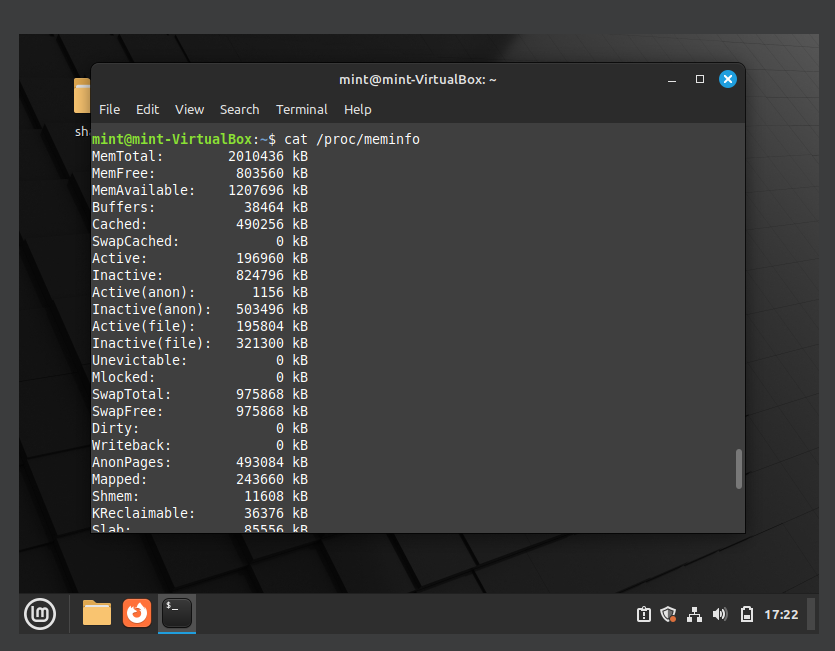 mint@mint-VirtualBox: ~
File Edit View Search Terminal Help
sh
mint@mint-VirtualBox:~$ cat /proc/meminfo
MemTotal: 2010436 kB
MemFree: 803560 kB
MemAvailable: 1207696 kB
Buffers: 38464 kB
Cached: 490256 kB
SwapCached: 0 kB
Active: 196960 kB
Inactive: 824796 kB
Active(anon): 1156 kB
Inactive(anon): 503496 kB
Active(file): 195804 kB
Inactive(file): 321300 kB
Unevictable: 0 kB
Mlocked: 0 kB
SwapTotal: 975868 kB
SwapFree: 975868 kB
Dirty: 0 kB
Writeback: 0 kB
AnonPages: 493084 kB
Mapped: 243660 kB
Shmem: 11608 kB
KReclaimable: 36376 kB
Slab: 85556 kB
$_
17:22